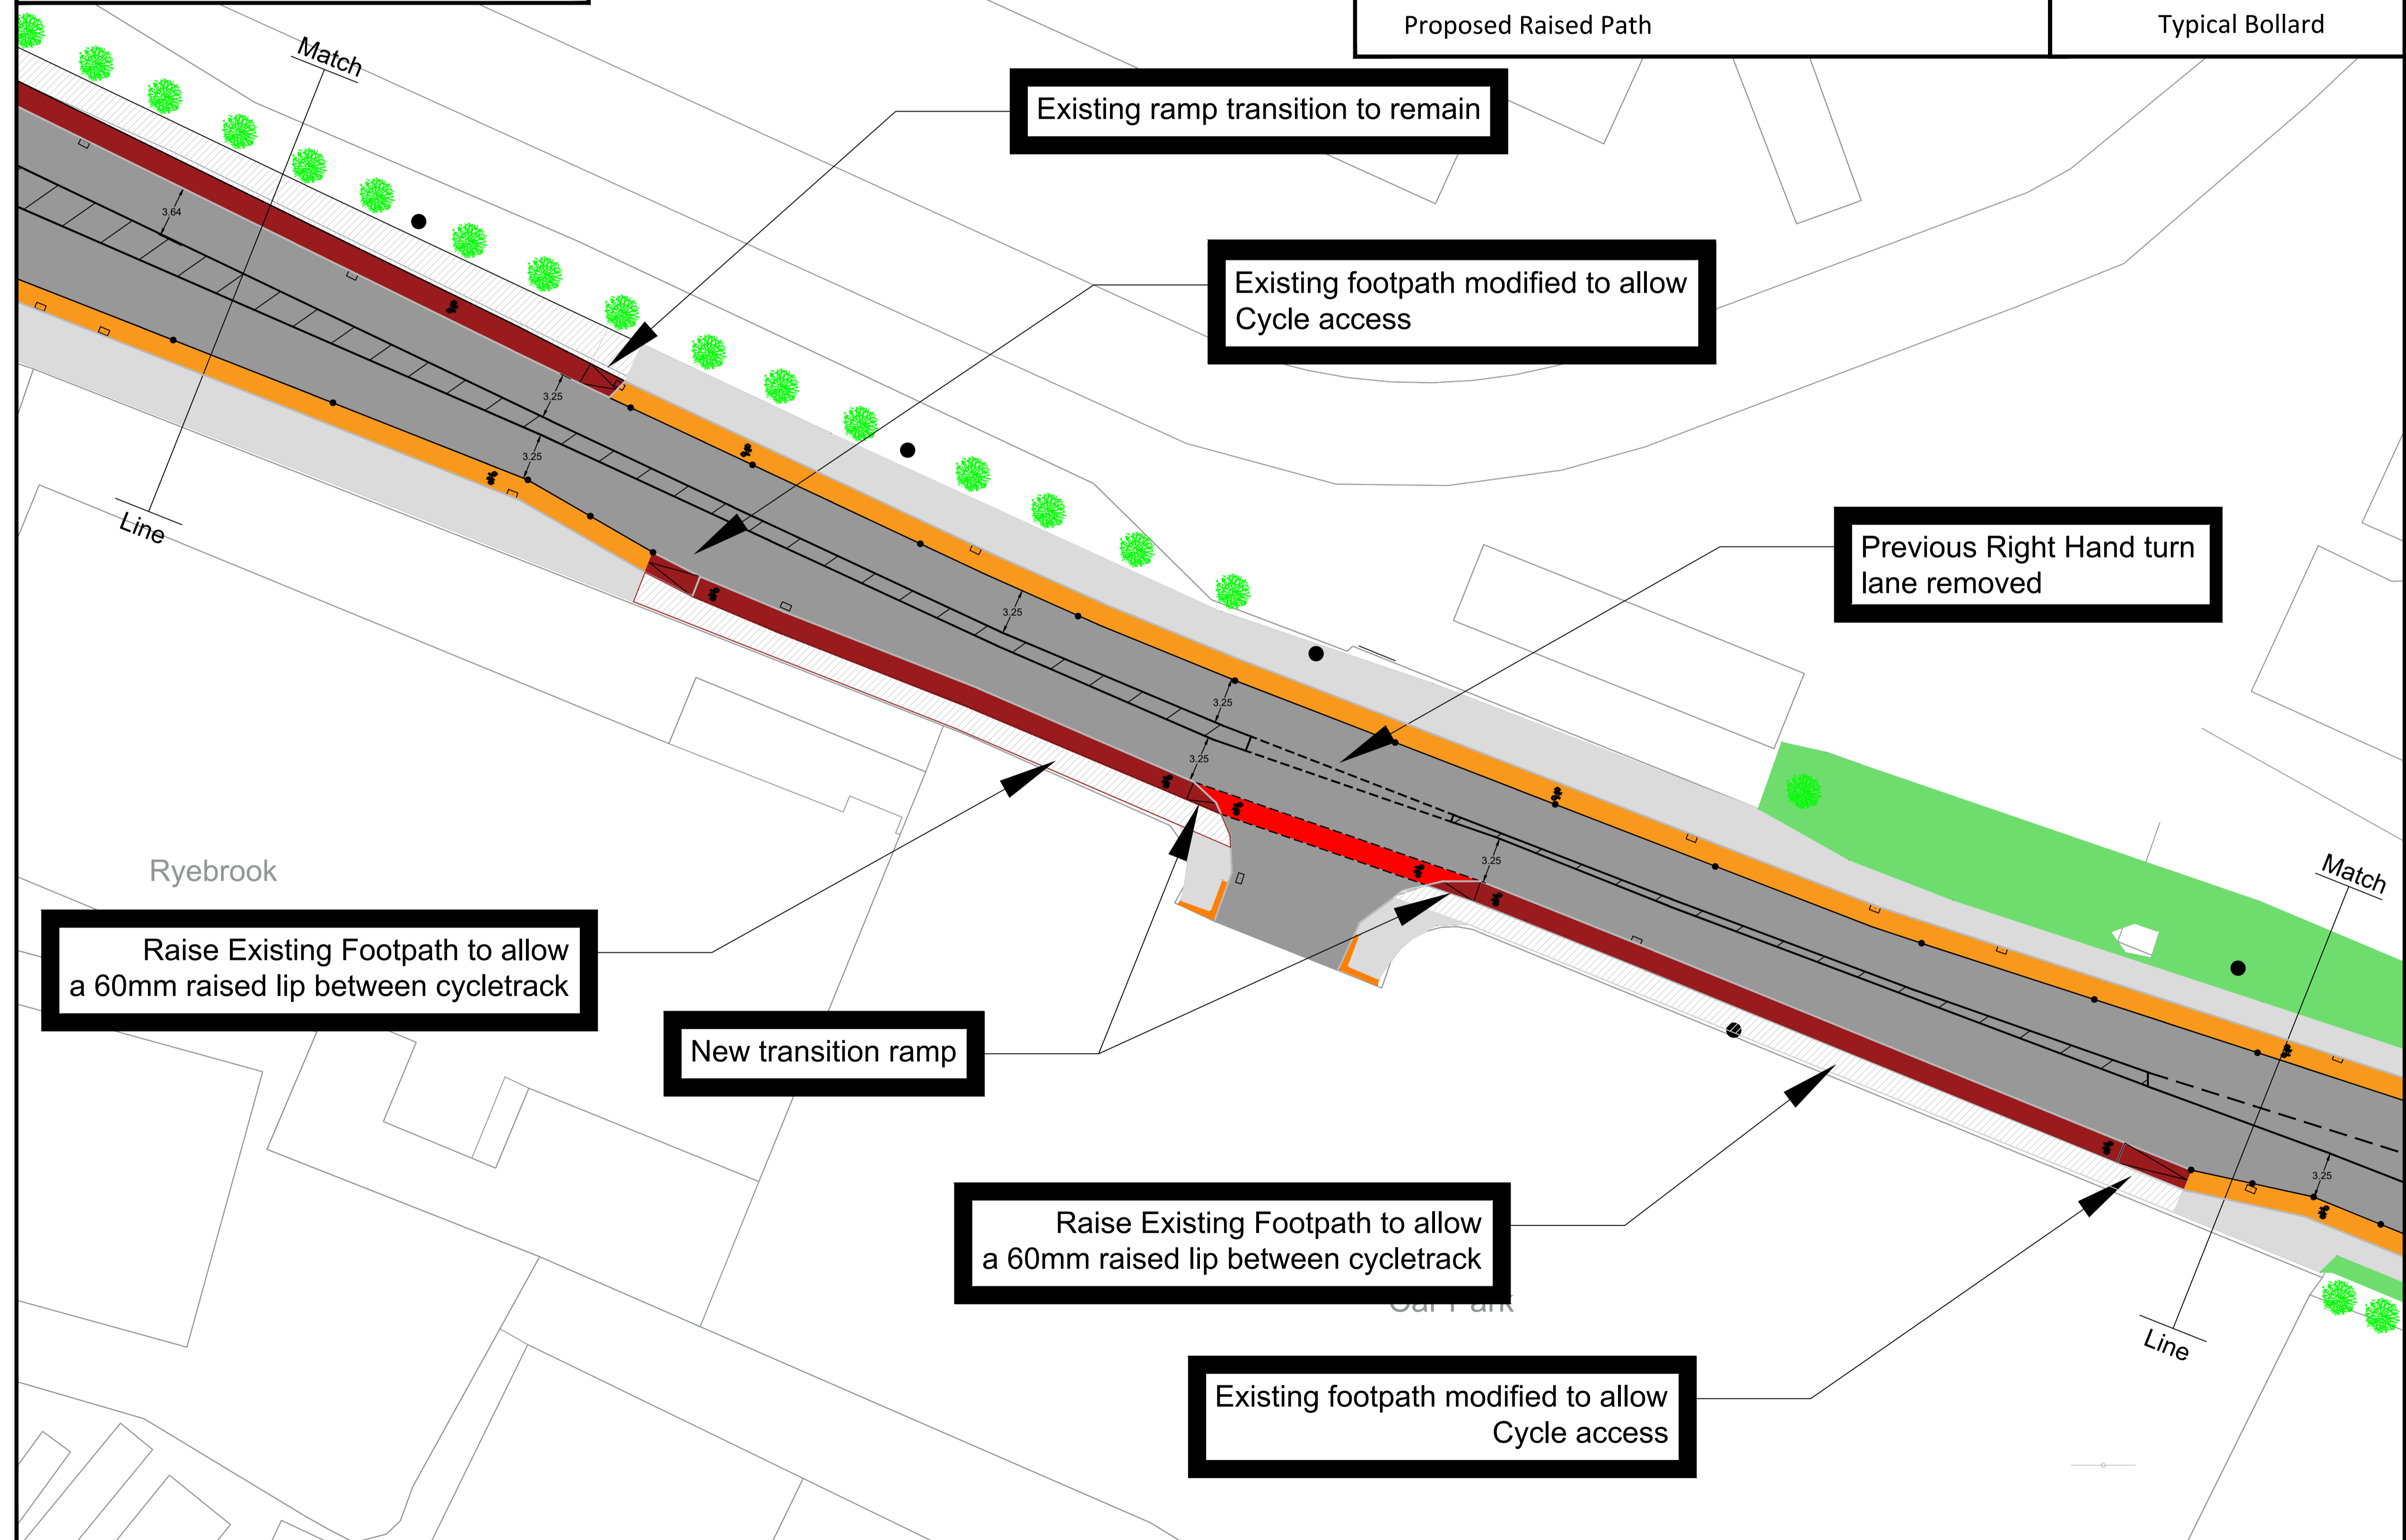 Proposed Raised Path
Typical Bollard
Match
Existing ramp transition to remain
3.64
Existing footpath modified to allow
Cycle access
3.25
3.25
Line
Previous Right Hand turn
lane removed
3.25
3.25
3.25
3.25
Ryebrook
Match
Raise Existing Footpath to allow
a 60mm raised lip between cycletrack
New transition ramp
3.25
Raise Existing Footpath to allow
a 60mm raised lip between cycletrack
Car Park
Line
Existing footpath modified to allow
Cycle access